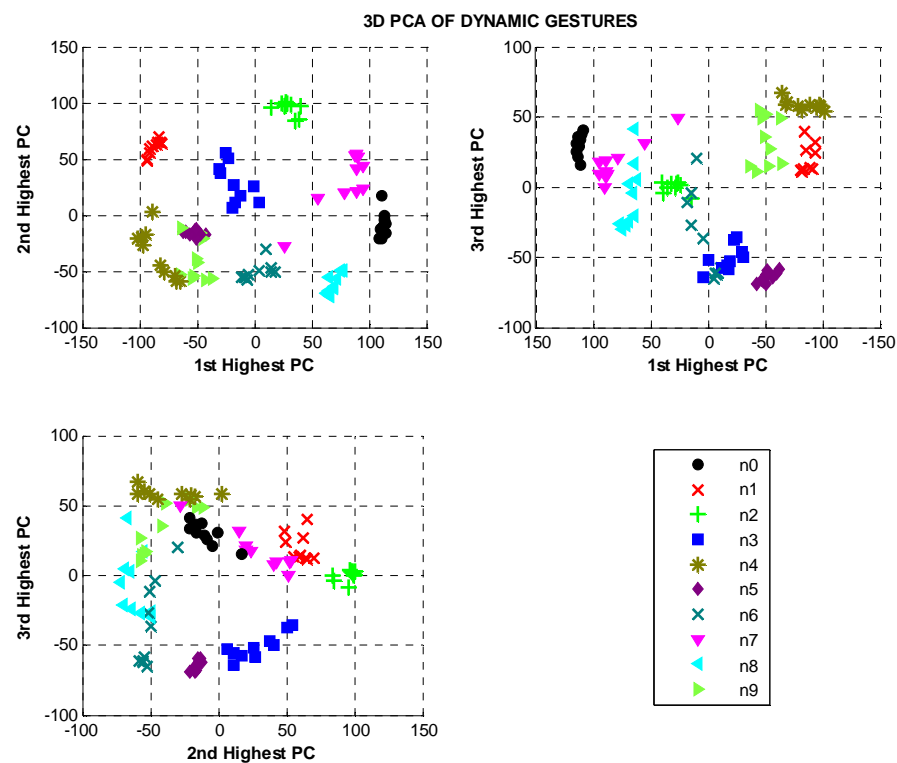 3D PCA OF DYNAMIC GESTURES
150
100
50
0
-50
-100
-150 -100 -50 0 50 100 150
1st Highest PC
2nd Highest PC
100
50
0
-50
-100
150 100 50 0 -50 -100 -150
1st Highest PC
3rd Highest PC
100
50
0
-50
-100
-100 -50 0 50 100 150
2nd Highest PC
3rd Highest PC
n0
n1
n2
n3
n4
n5
n6
n7
n8
n9